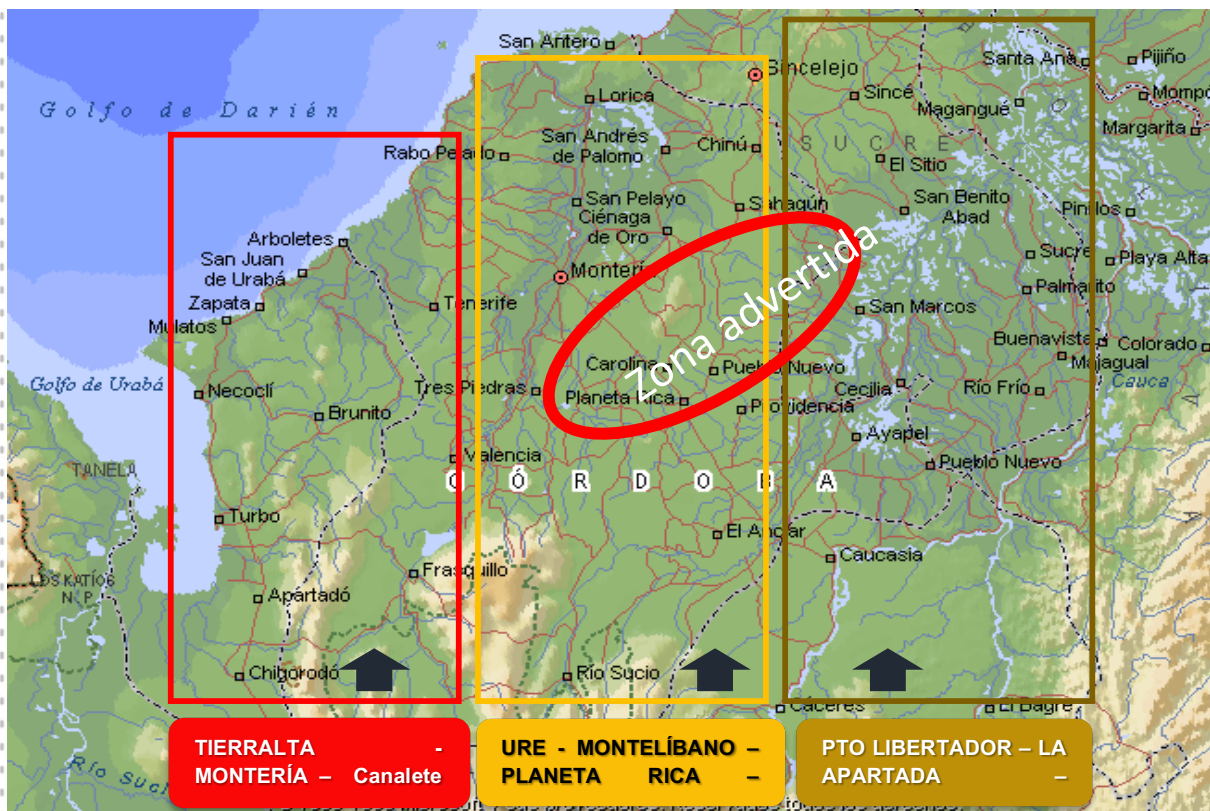 San Antero
Sincelejo
Santa Ana
Pijiño
Lorica
Sincé
Magangué
Golfo de Darién
Margarita
San Andrés
de Palomo
Chinú
SUCRE
Rabo Pelado
El Sitio
San Pelayo
Ciénaga
de Oro
Sahagún
San Benito
Abad
Pinillos
Arboletes
Zona advertida
San Juan
de Urabá
Montería
Sucre
Playa Alta
Palmarito
Zapata
Tenerife
San Marcos
Mulatos
Buenavista
Colorado
Majagual
Carolina
Pueblo Nuevo
Golfo de Urabá
Necoclí
Tres Piedras
Planeta Rica
Cecilia
Río Frío
Cauca
Brunito
Providencia
Ayapel
Valencia
Pueblo Nuevo
TANELA
CÓRDOBA
Turbo
El Anclar
Caucasia
LOS KATÍOS
N.P.
Frasquillo
Apartadó
Chigorodó
Río Sucio
Cáceres
El Bagre
TIERRALTA -
MONTERÍA – Canalete
URE - MONTELÍBANO –
PLANETA RICA –
PTO LIBERTADOR – LA
APARTADA –